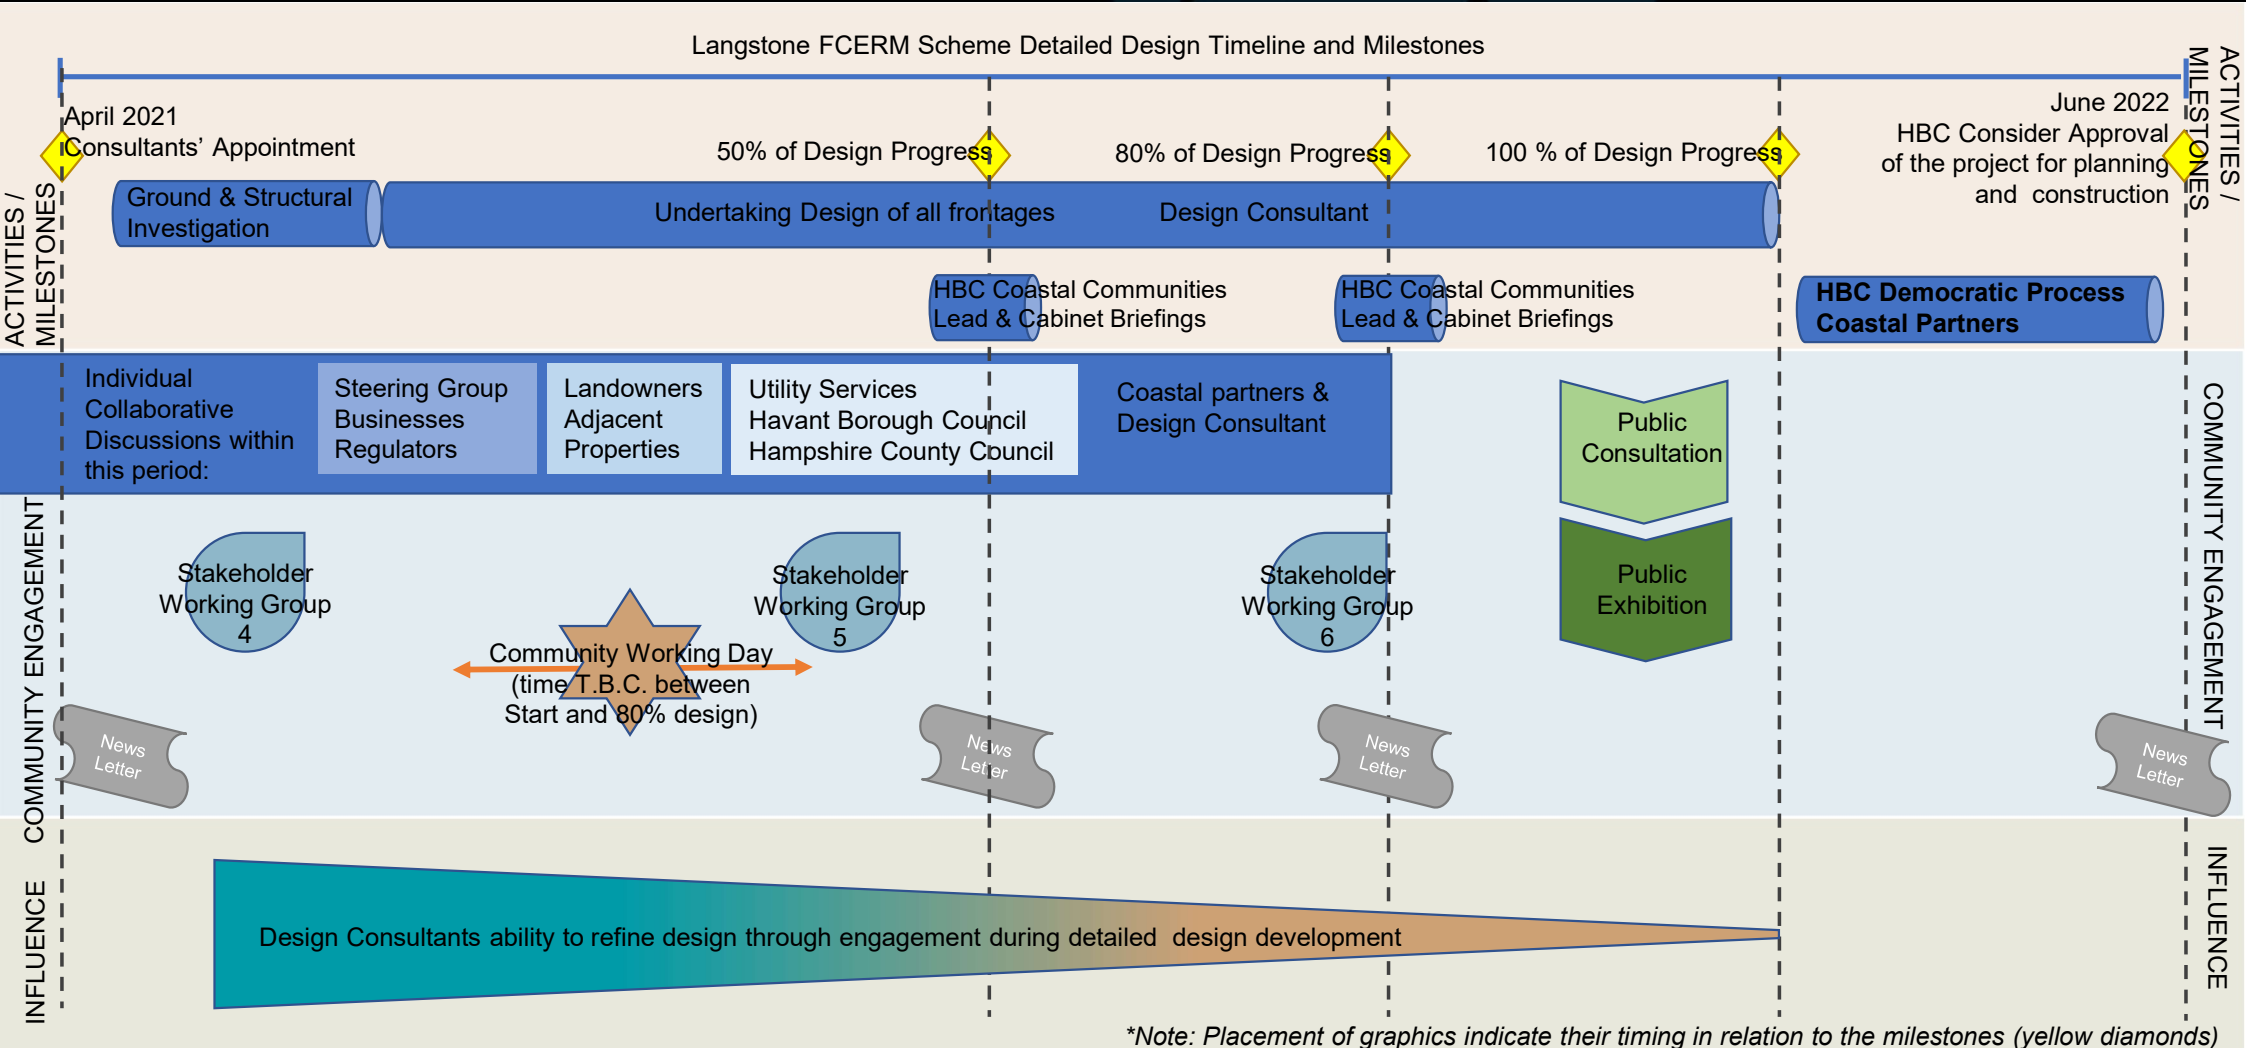 Langstone FCERM Scheme Detailed Design Timeline and Milestones
ACTIVITIES /
MILESTONES
ACTIVITIES /
MILESTONES
April 2021
Consultants’ Appointment
50% of Design Progress
80% of Design Progress
100 % of Design Progress
June 2022
HBC Consider Approval
of the project for planning
and construction
Ground & Structural
Investigation
Undertaking Design of all frontages
Design Consultant
HBC Coastal Communities
Lead & Cabinet Briefings
HBC Coastal Communities
Lead & Cabinet Briefings
HBC Democratic Process
Coastal Partners
COMMUNITY ENGAGEMENT
COMMUNITY ENGAGEMENT
Individual
Collaborative
Discussions within
this period:
Steering Group
Businesses
Regulators
Landowners
Adjacent
Properties
Utility Services
Havant Borough Council
Hampshire County Council
Coastal partners &
Design Consultant
Public
Consultation
Public
Exhibition
Stakeholder
Working Group
4
Community Working Day
(time T.B.C. between
Start and 80% design)
Stakeholder
Working Group
5
Stakeholder
Working Group
6
News
Letter
News
Letter
News
Letter
News
Letter
INFLUENCE
INFLUENCE
Design Consultants ability to refine design through engagement during detailed design development
*Note: Placement of graphics indicate their timing in relation to the milestones (yellow diamonds)